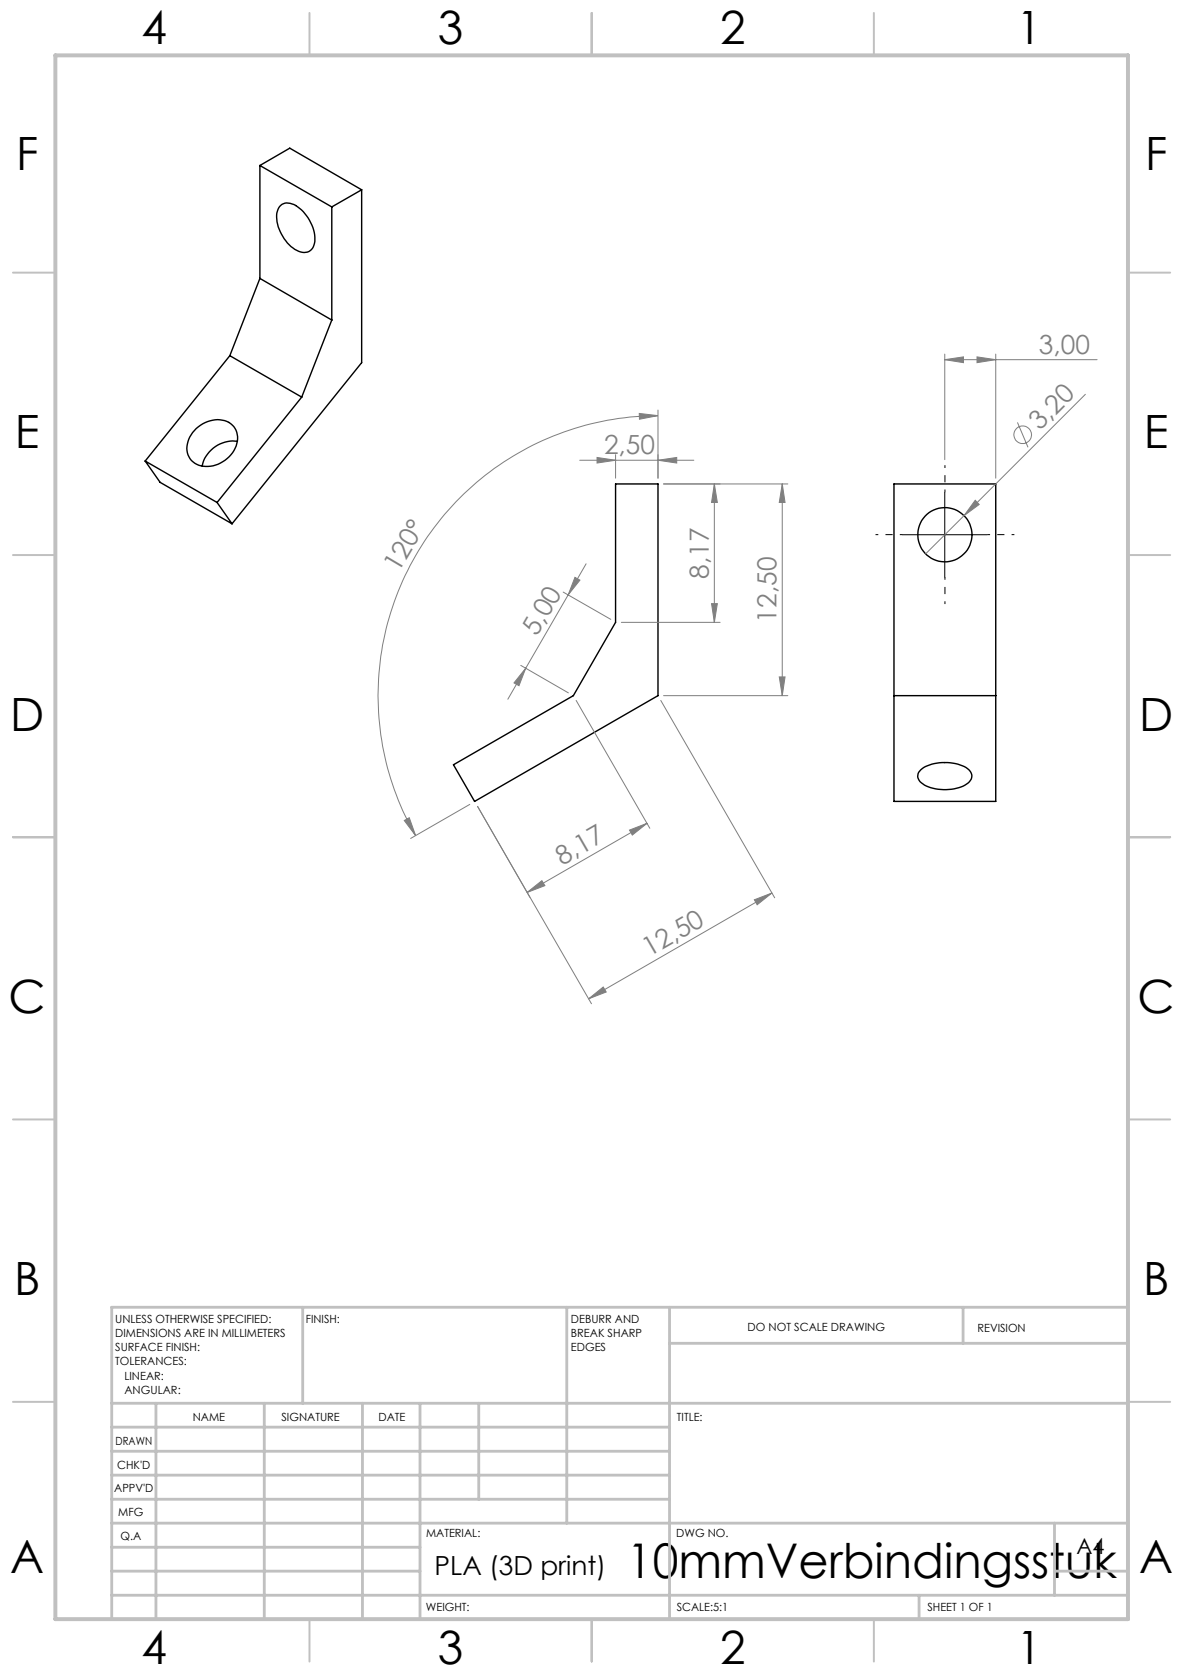 4 3 2 1
F F
3,00
Ø3,20
E E
2,50
120°
8,17
12,50
5,00
D D
8,17
12,50
C C
B B
UNLESS OTHERWISE SPECIFIED:
DIMENSIONS ARE IN MILLIMETERS
SURFACE FINISH:
TOLERANCES:
LINEAR:
ANGULAR:
FINISH:
DEBURR AND
BREAK SHARP
EDGES
DO NOT SCALE DRAWING
REVISION
NAME SIGNATURE DATE
TITLE:
DRAWN
CHK'D
APPV'D
MFG
Q.A
MATERIAL:
PLA (3D print)
DWG NO.
10mmVerbindingsstuk
A4
A A
WEIGHT:
SCALE:5:1
SHEET 1 OF 1
4 3 2 1